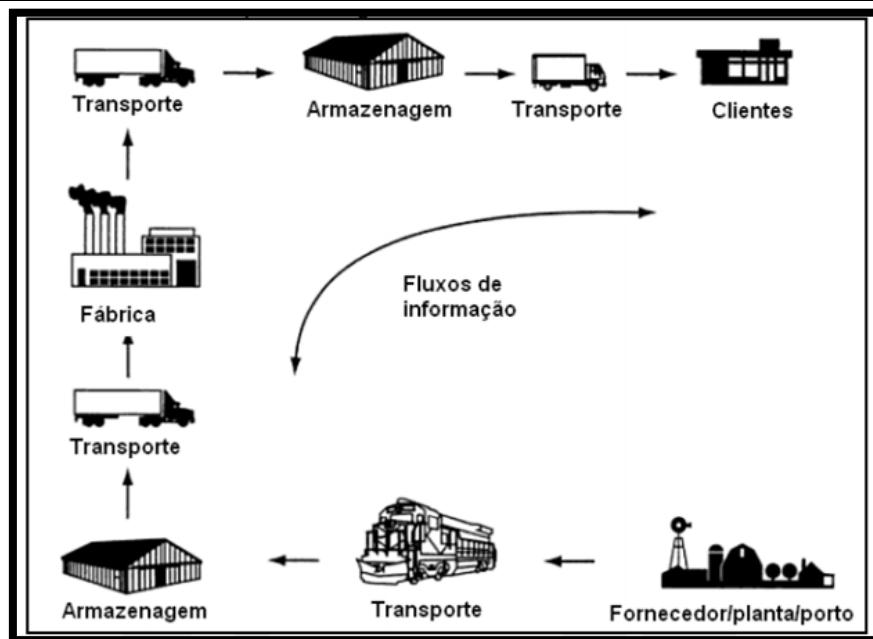 Transporte
Armazenagem
Transporte
Clientes
Fluxos de
informação
Fábrica
Transporte
Armazenagem
Transporte
Fornecedor/planta/porto